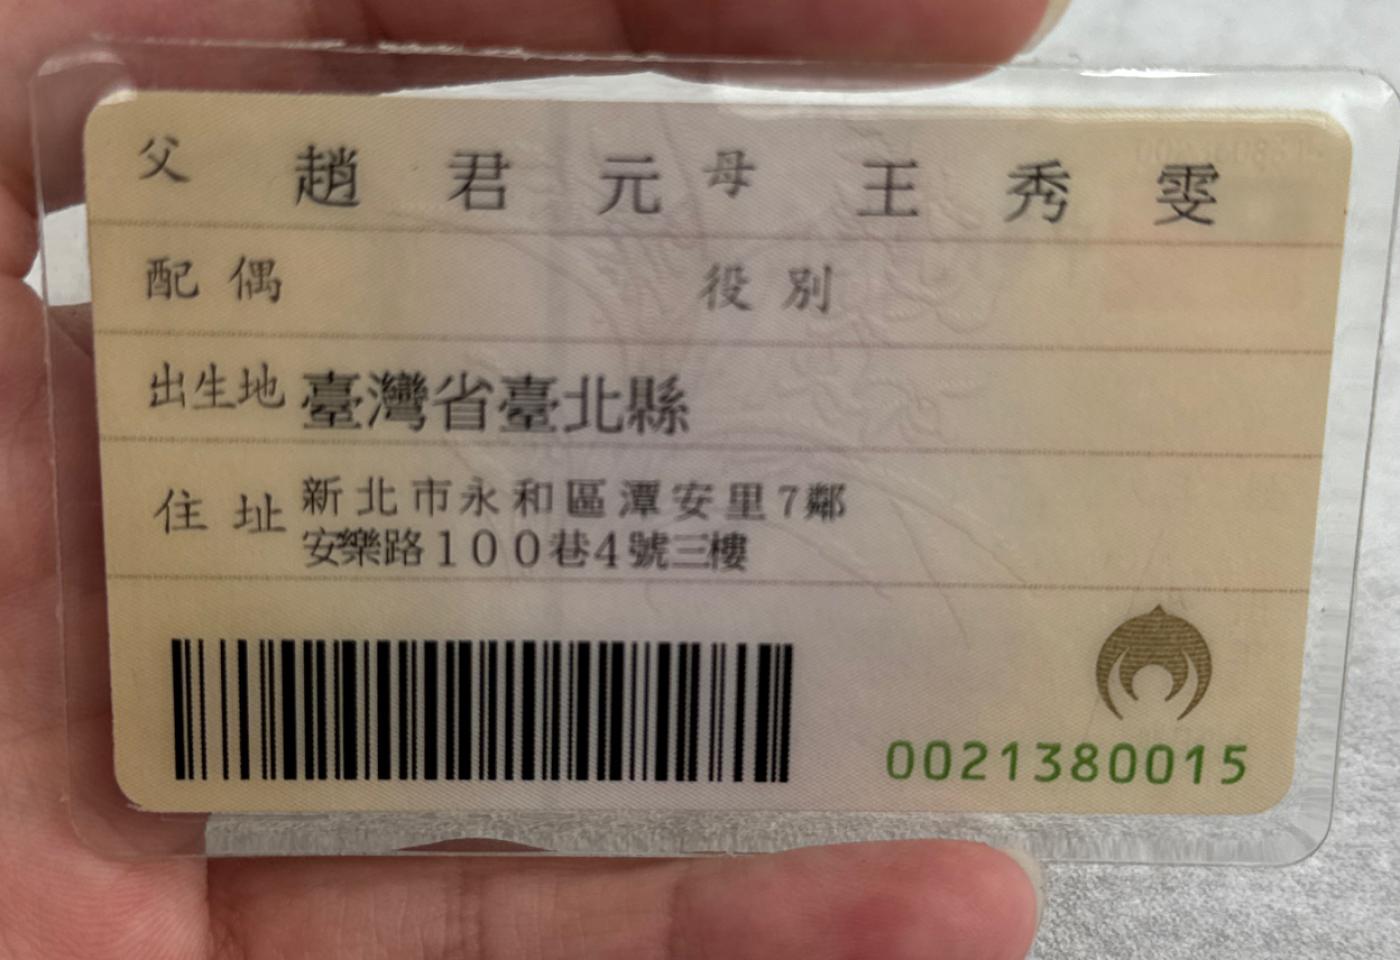 父 趙君元 母 王秀雯
配偶 役別
出生地 臺灣省臺北縣
住址 新北市永和區潭安里7鄰
安樂路100巷4號三樓
0021380015